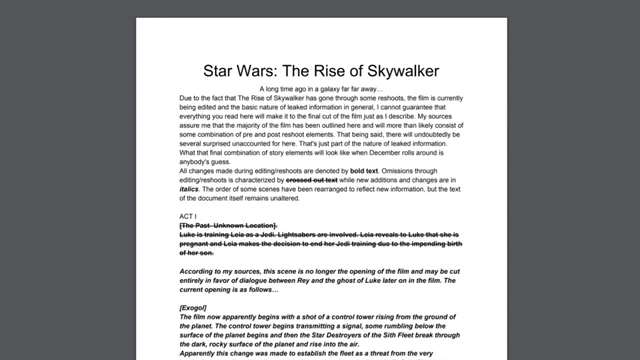 Star Wars: The Rise of Skywalker
A long time ago in a galaxy far far away…
Due to the fact that The Rise of Skywalker has gone through some reshoots, the film is currently
being edited and the basic nature of leaked information in general, I cannot guarantee that
everything you read here will make it to the final cut of the film just as I describe. My sources
assure me that the majority of the film has been outlined here and will more than likely consist of
some combination of pre and post reshoot elements. That being said, there will undoubtedly be
several surprised unaccounted for here. That's just part of the nature of leaked information.
What that final combination of story elements will look like when December rolls around is
anybody's guess.
All changes made during editing/reshoots are denoted by bold text. Omissions through
editing/reshoots is characterized by crossed out text while new additions and changes are in
italics. The order of some scenes have been rearranged to reflect new information, but the text
of the document itself remains unaltered.
ACT I
[The Past- Unknown Location].
Luke is training Leia as a Jedi. Lightsabers are involved. Leia reveals to Luke that she is
pregnant and Leia makes the decision to end her Jedi training due to the impending birth
of her son.
According to my sources, this scene is no longer the opening of the film and may be cut
entirely in favor of dialogue between Rey and the ghost of Luke later on in the film. The
current opening is as follows…
[Exogol]
The film now apparently begins with a shot of a control tower rising from the ground of
the planet. The control tower begins transmitting a signal, some rumbling below the
surface of the planet begins and then the Star Destroyers of the Sith Fleet break through
the dark, rocky surface of the planet and rise into the air.
Apparently this change was made to establish the fleet as a threat from the very